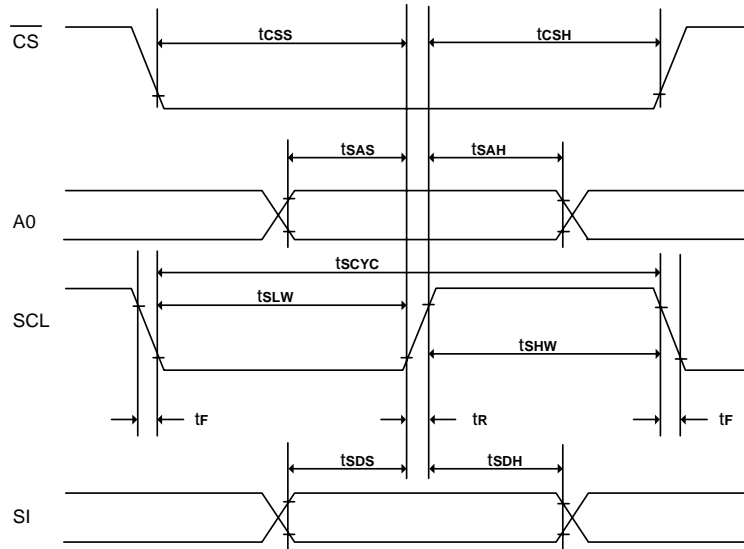 CS
tCSS
tCSH
tSAS
tSAH
A0
tSCYC
tSLW
SCL
tSHW
tF
tR
tF
tSDS
tSDH
SI